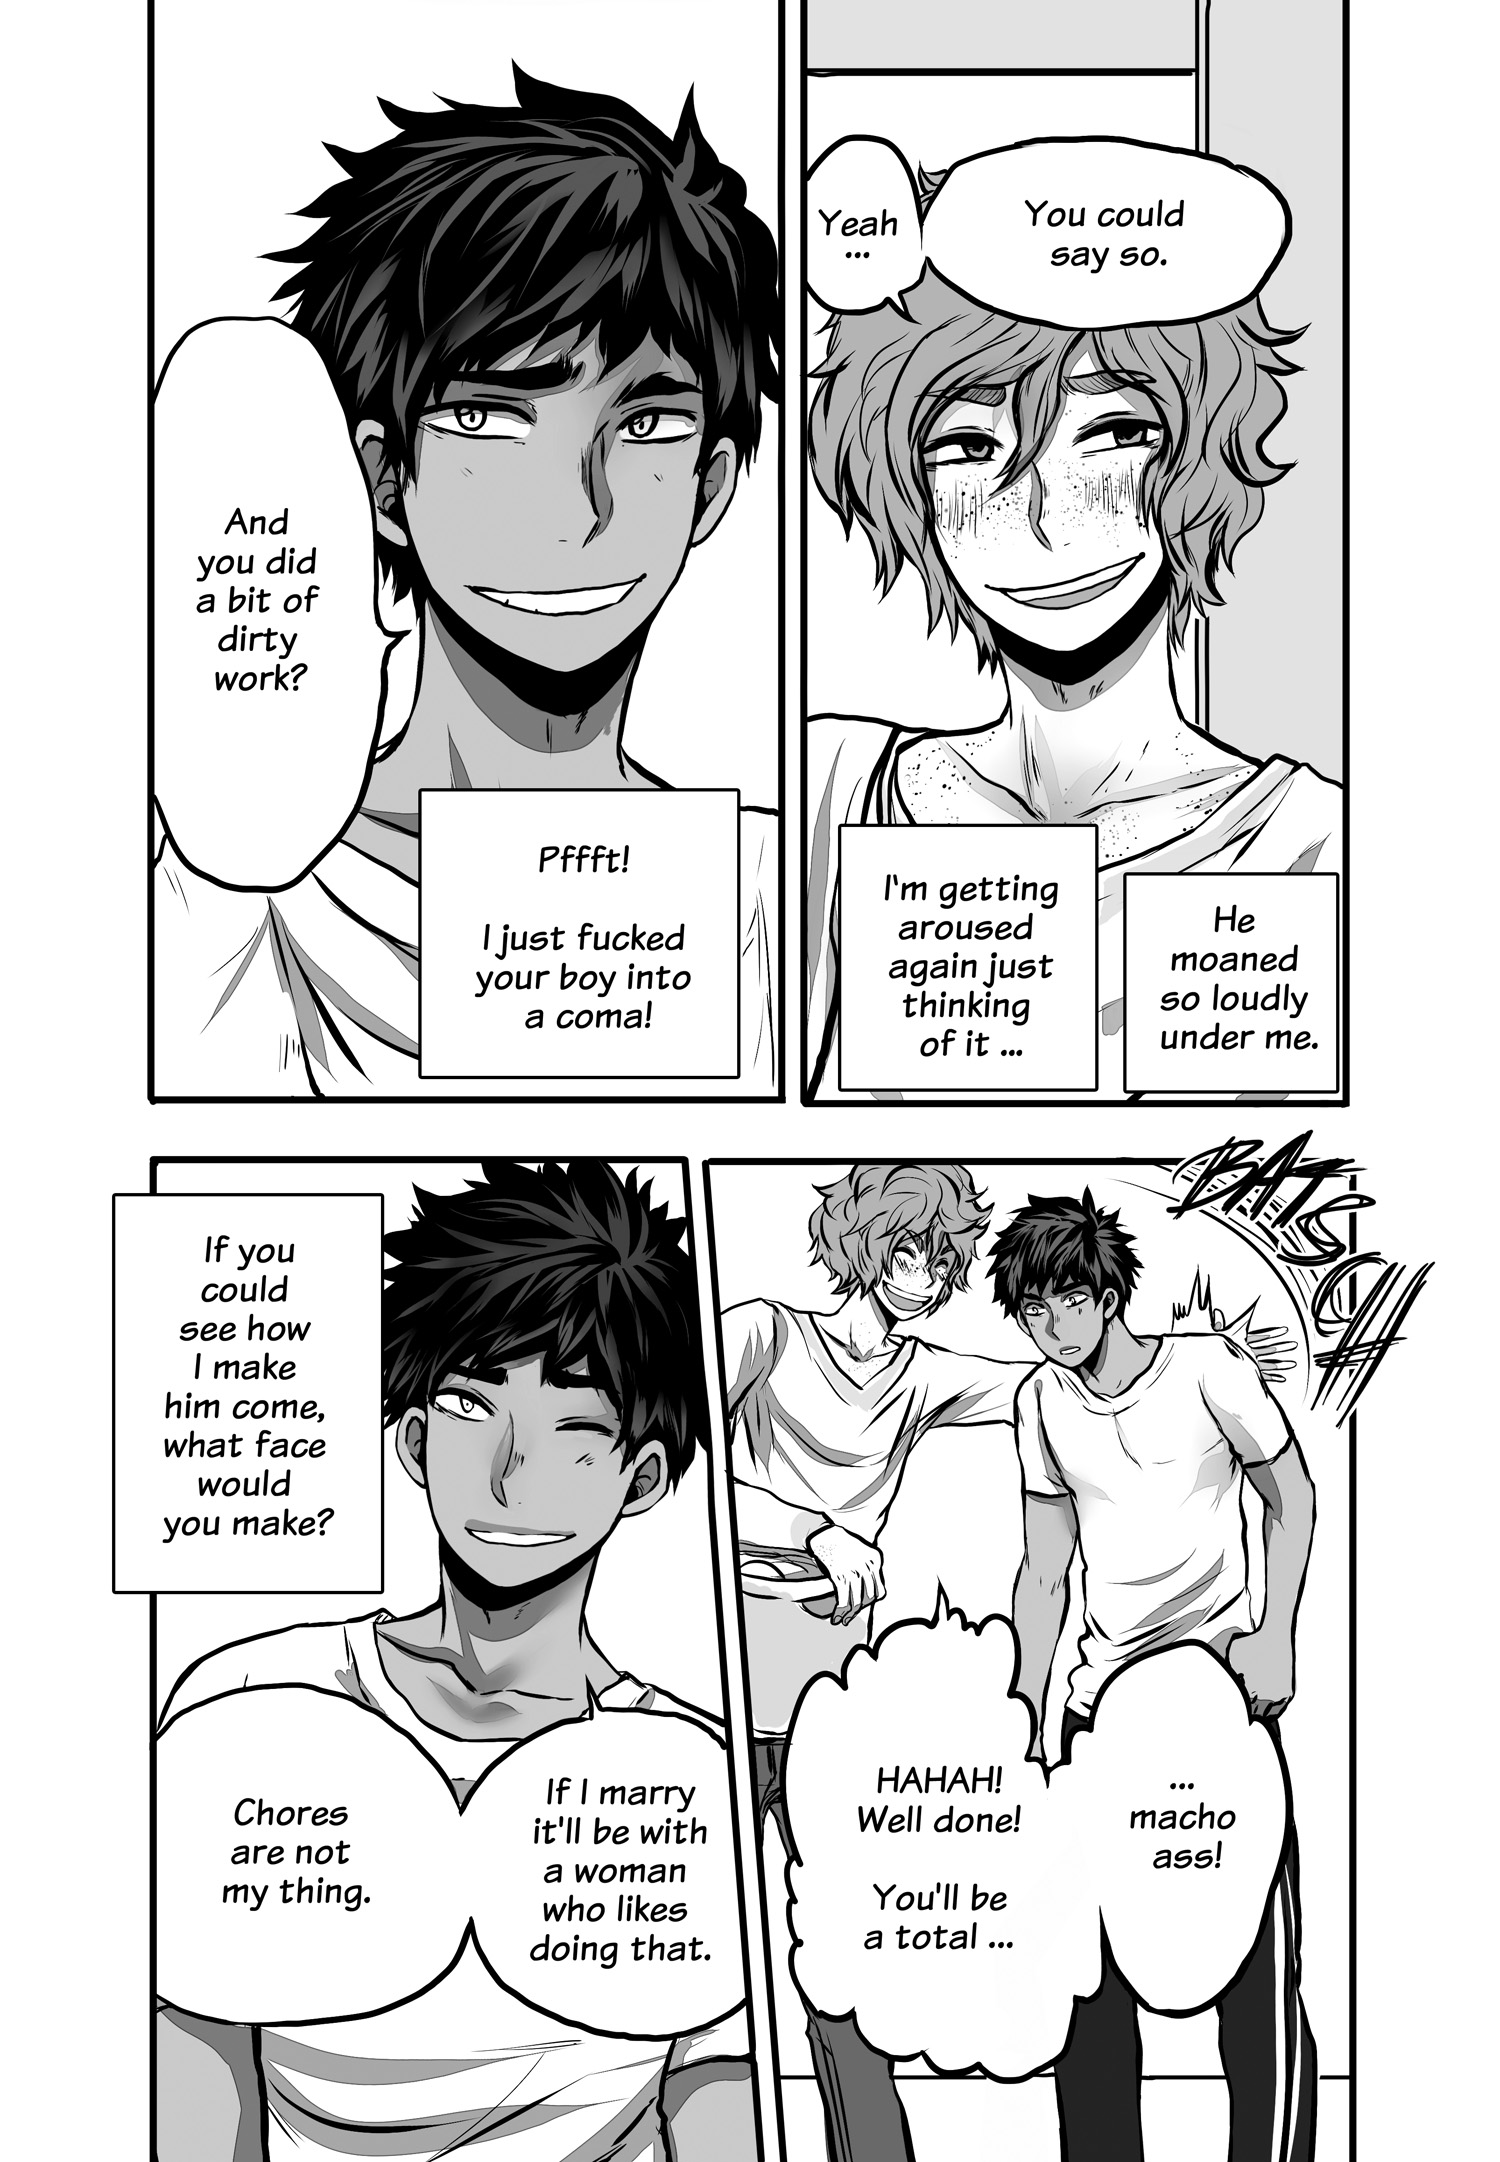 And
you did
a bit of
dirty
work?
Pffft!
I just fucked
your boy into
a coma!
Yeah
...
You could
say so.
I'm getting
aroused
again just
thinking
of it ...
He
moaned
so loudly
under me.
If you
could
see how
I make
him come,
what face
would
you make?
Chores
are not
my thing.
If I marry
it'll be with
a woman
who likes
doing that.
BATSCH
HAHAH!
Well done!
You'll be
a total ...
...
macho
ass!